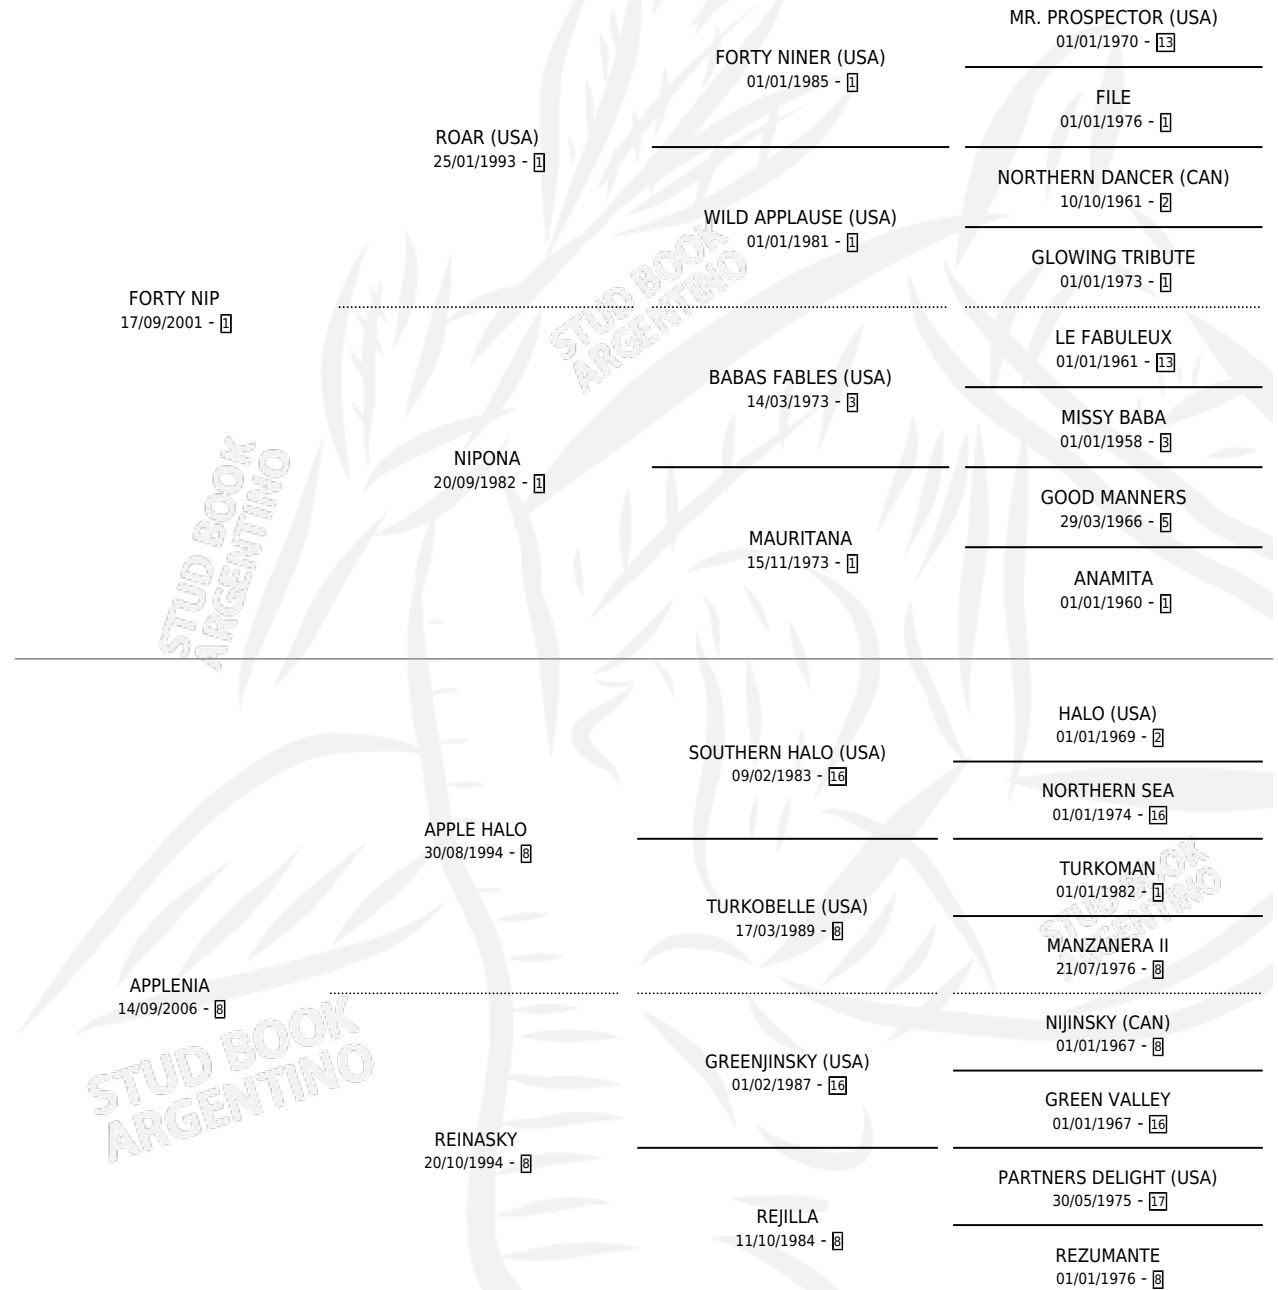 MR. PROSPECTOR (USA)
01/01/1970 - 13
FORTY NINER (USA)
01/01/1985 - 1
FILE
01/01/1976 - 1
ROAR (USA)
25/01/1993 - 1
NORTHERN DANCER (CAN)
10/10/1961 - 2
WILD APPLAUSE (USA)
01/01/1981 - 1
GLOWING TRIBUTE
01/01/1973 - 1
FORTY NIP
17/09/2001 - 1
LE FABULEUX
01/01/1961 - 13
BABAS FABLES (USA)
14/03/1973 - 3
MISSY BABA
01/01/1958 - 3
NIPONA
20/09/1982 - 1
GOOD MANNERS
29/03/1966 - 5
MAURITANA
15/11/1973 - 1
ANAMITA
01/01/1960 - 1
STUD BOOK
ARGENTINO
STUD BOOK
ARGENTINO
HALO (USA)
01/01/1969 - 2
SOUTHERN HALO (USA)
09/02/1983 - 16
NORTHERN SEA
01/01/1974 - 16
APPLE HALO
30/08/1994 - 8
TURKOMAN
01/01/1982 - 1
TURKOBELLE (USA)
17/03/1989 - 8
MANZANERA II
21/07/1976 - 8
STUD BOOK
ARGENTINO
APPLENIA
14/09/2006 - 8
NIJINSKY (CAN)
01/01/1967 - 8
GREENJINSKY (USA)
01/02/1987 - 16
GREEN VALLEY
01/01/1967 - 16
REINASKY
20/10/1994 - 8
PARTNERS DELIGHT (USA)
30/05/1975 - 17
REJILLA
11/10/1984 - 8
REZUMANTE
01/01/1976 - 8
STUD BOOK
ARGENTINO